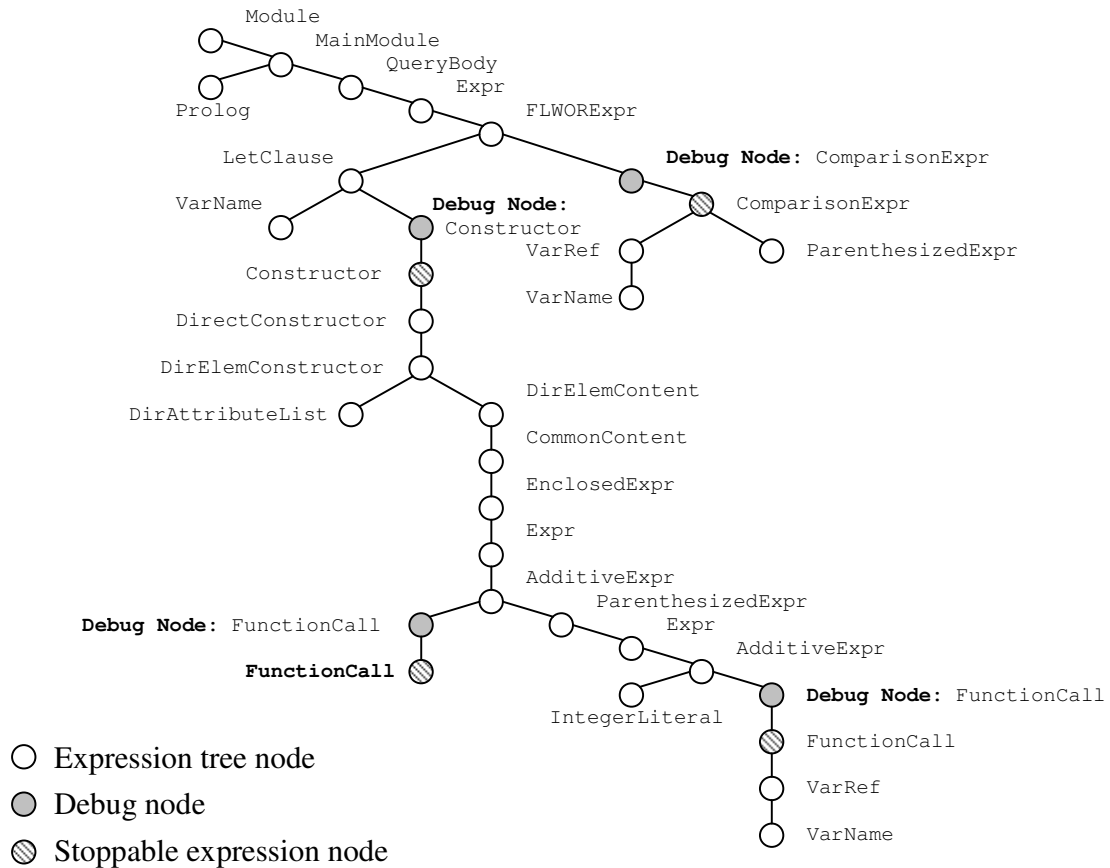 Module
MainModule
QueryBody
Expr
Prolog
FLWORExpr
LetClause
Debug Node: ComparisonExpr
VarName
Debug Node:
Constructor
ComparisonExpr
VarRef
ParenthesizedExpr
Constructor
VarName
DirectConstructor
DirElemConstructor
DirElemContent
DirAttributeList
CommonContent
EnclosedExpr
Expr
AdditiveExpr
ParenthesizedExpr
Debug Node: FunctionCall
Expr
AdditiveExpr
FunctionCall
Debug Node: FunctionCall
IntegerLiteral
FunctionCall
VarRef
VarName
Expression tree node
Debug node
Stoppable expression node